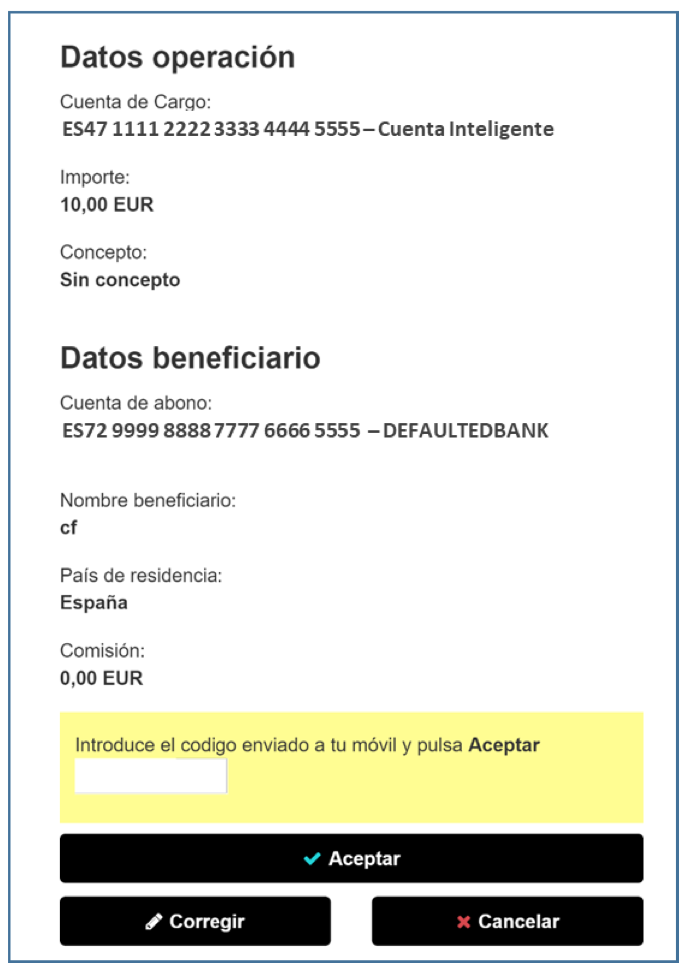 Datos operación
Cuenta de Cargo:
ES47 1111 2222 3333 4444 5555 – Cuenta Inteligente
Importe:
10,00 EUR
Concepto:
Sin concepto
Datos beneficiario
Cuenta de abono:
ES72 9999 8888 7777 6666 5555 – DEFAULTEDBANK
Nombre beneficiario:
cf
País de residencia:
España
Comisión:
0,00 EUR
Introduce el codigo enviado a tu móvil y pulsa Aceptar
Aceptar
Corregir
Cancelar